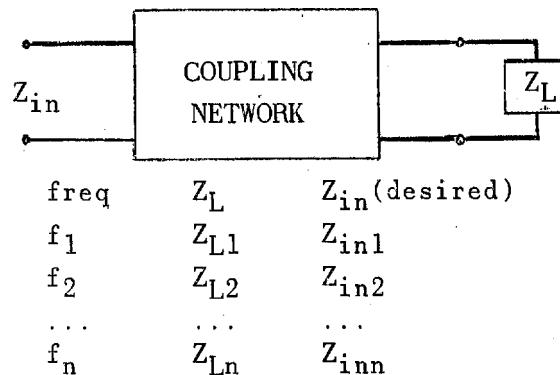 COUPLING
NETWORK
Z_in
Z_L
freq Z_L Z_in(desired)
f_1 Z_L1 Z_in1
f_2 Z_L2 Z_in2
... ... ...
f_n Z_Ln Z_inn